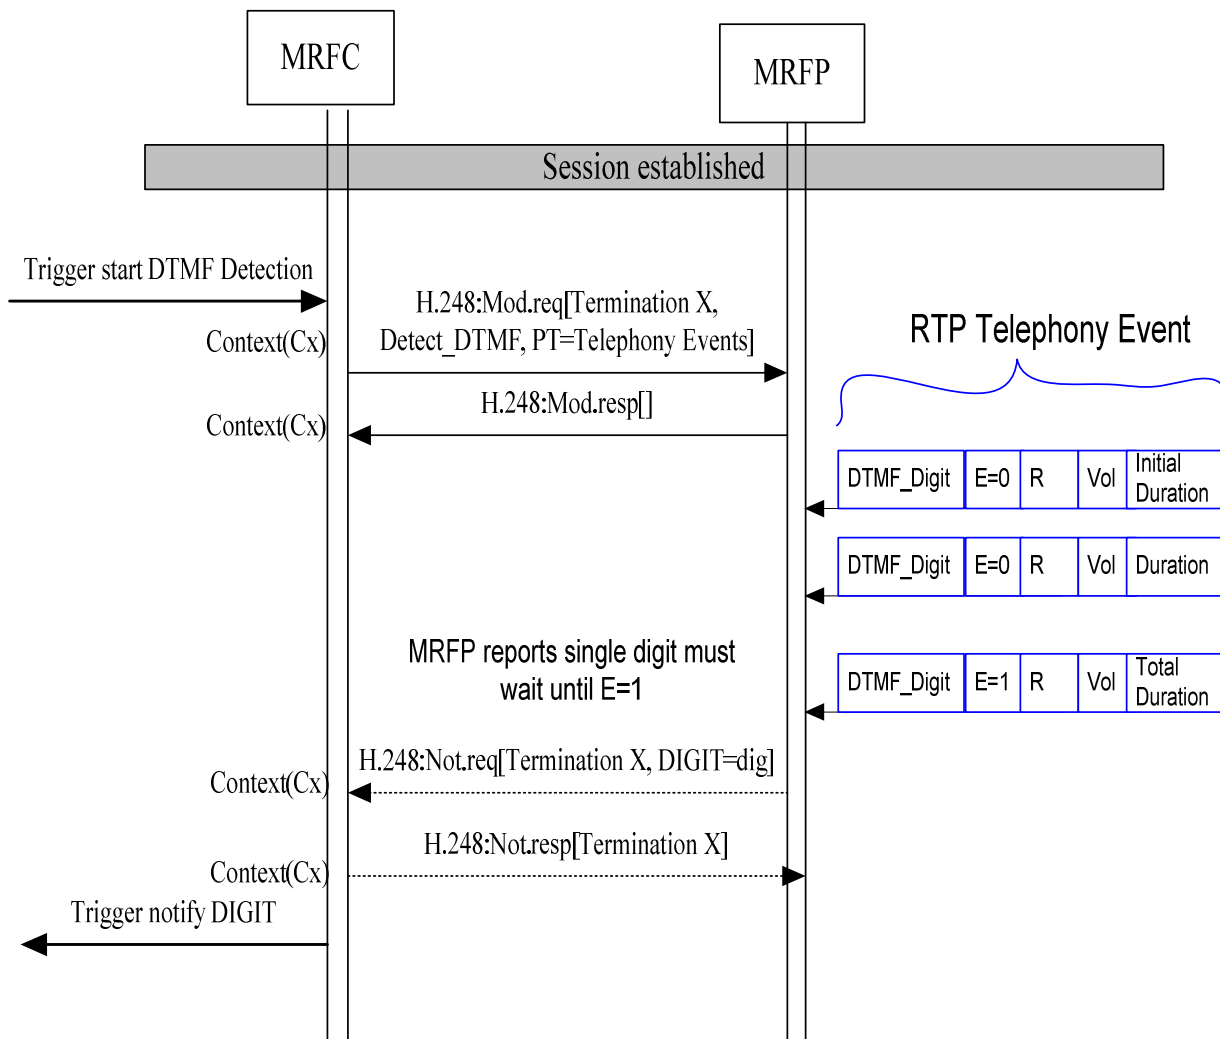 MRFC
MRFP
Session established
Trigger start DTMF Detection
H.248:Mod.req[Termination X,
Detect_DTMF, PT=Telephony Events]
Context(Cx)
RTP Telephony Event
H.248:Mod.resp[]
Context(Cx)
DTMF_Digit E=0 R Vol Initial
Duration
DTMF_Digit E=0 R Vol Duration
MRFP reports single digit must
wait until E=1
DTMF_Digit E=1 R Vol Total
Duration
H.248:Not.req[Termination X, DIGIT=dig]
Context(Cx)
H.248:Not.resp[Termination X]
Context(Cx)
Trigger notify DIGIT